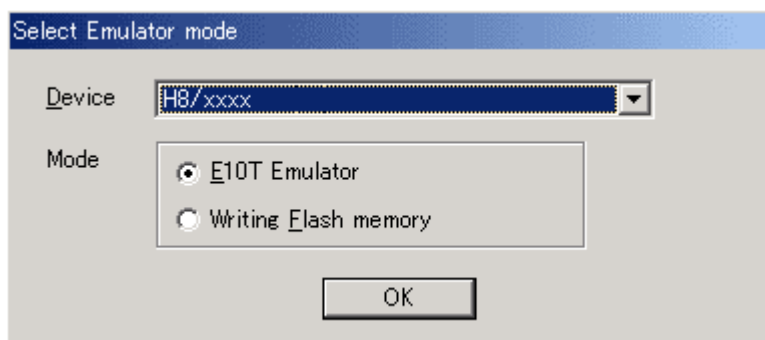 Select Emulator mode
Device H8/xxxx
Mode
E10T Emulator
Writing Flash memory
OK